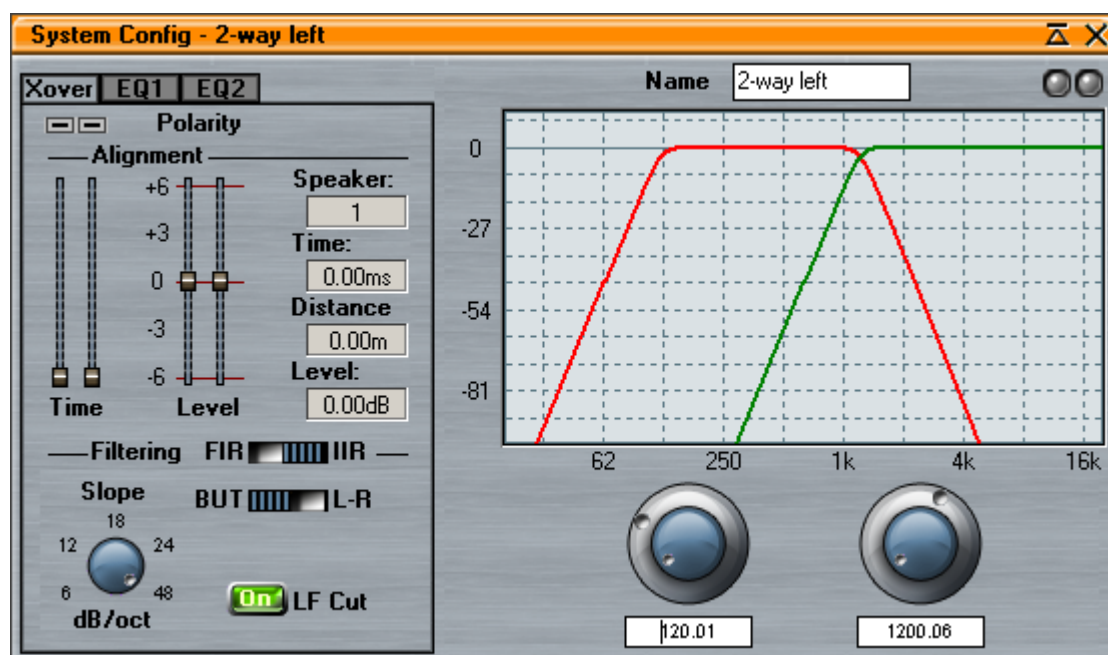 System Config - 2-way left
Xover EQ1 EQ2
Name 2-way left
Polarity
Alignment
+6
+3
0
-3
-6
Time Level
Speaker:
1
Time:
0.00ms
Distance
0.00m
Level:
0.00dB
Filtering FIR IIR
Slope
BUT L-R
18
12 24
6 48
dB/oct
On LF Cut
0
-27
-54
-81
62 250 1k 4k 16k
120.01 1200.06